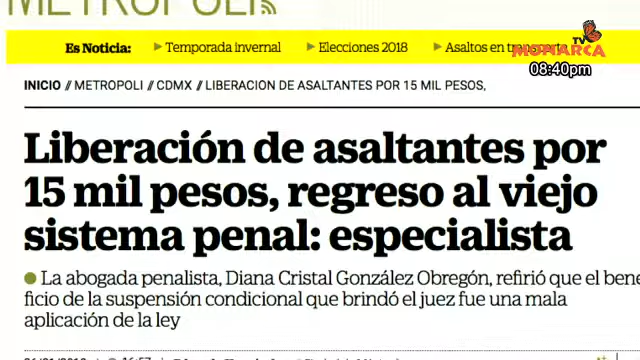 METROPOLI
Es Noticia: Temporada invernal Elecciones 2018 Asaltos en transporte
TV
MONARCA
08:40pm
INICIO // METROPOLI // CDMX // LIBERACION DE ASALTANTES POR 15 MIL PESOS,
Liberación de asaltantes por
15 mil pesos, regreso al viejo
sistema penal: especialista
La abogada penalista, Diana Cristal González Obregón, refirió que el bene
ficio de la suspensión condicional que brindó el juez fue una mala
aplicación de la ley